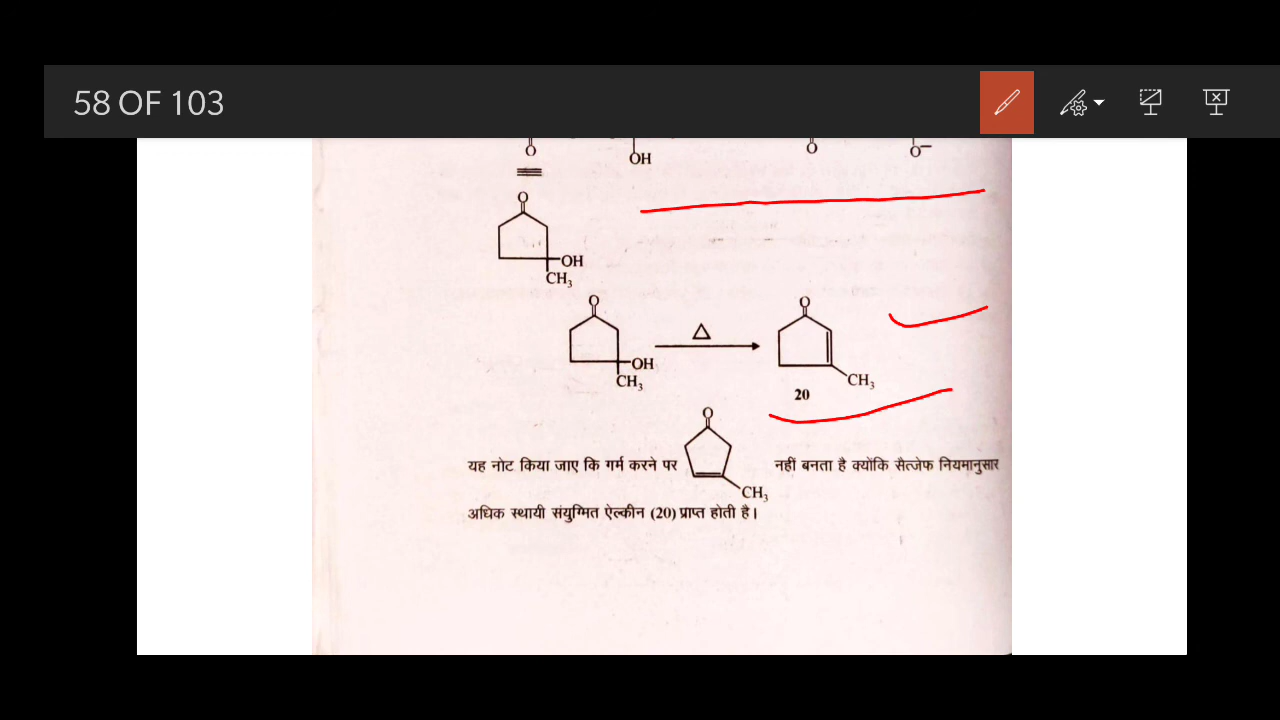 58 OF 103
O
OH
O
O–
O
OH
CH₃
O
OH
CH₃
Δ
O
CH₃
20
O
यह नोट किया जाए कि गर्म करने पर
नहीं बनता है क्योंकि सैत्जेफ नियमानुसार
CH₃
अधिक स्थायी संयुग्मित ऐल्कीन (20) प्राप्त होती है।